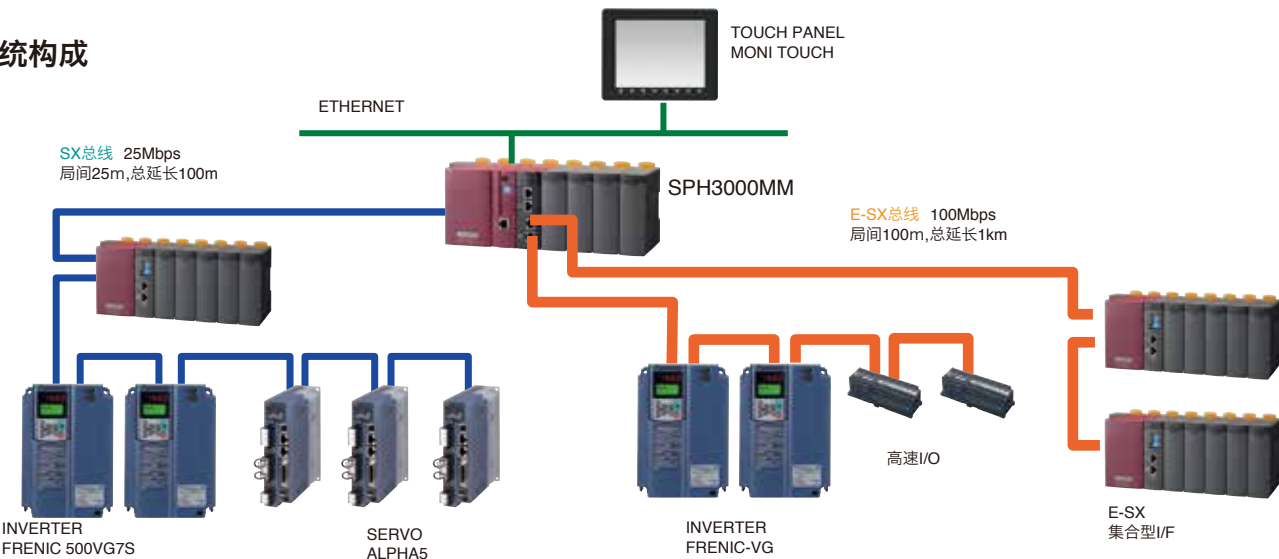 统构成
TOUCH PANEL
MONI TOUCH
ETHERNET
SX总线 25Mbps
局间25m,总延长100m
SPH3000MM
E-SX总线 100Mbps
局间100m,总延长1km
高速I/O
INVERTER
FRENIC 500VG7S
SERVO
ALPHA5
INVERTER
FRENIC-VG
E-SX
集合型I/F